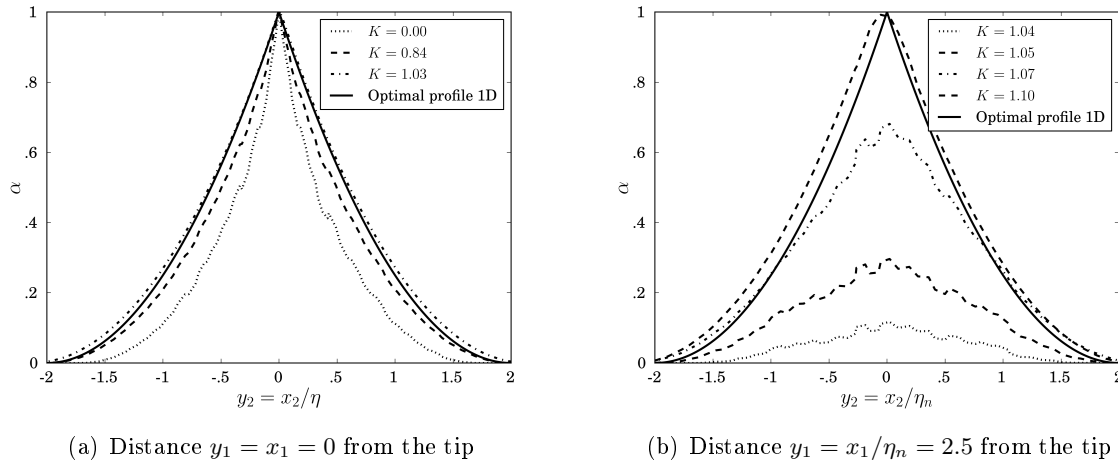 1
.8
.6
.4
.2
0
α
K = 0.00
K = 0.84
K = 1.03
Optimal profile 1D
-2 -1.5 -1 -.5 0 .5 1 1.5 2
y₂ = x₂/η
(a) Distance y₁ = x₁ = 0 from the tip
1
.8
.6
.4
.2
0
α
K = 1.04
K = 1.05
K = 1.07
K = 1.10
Optimal profile 1D
-2 -1.5 -1 -.5 0 .5 1 1.5 2
y₂ = x₂/ηₙ
(b) Distance y₁ = x₁/ηₙ = 2.5 from the tip